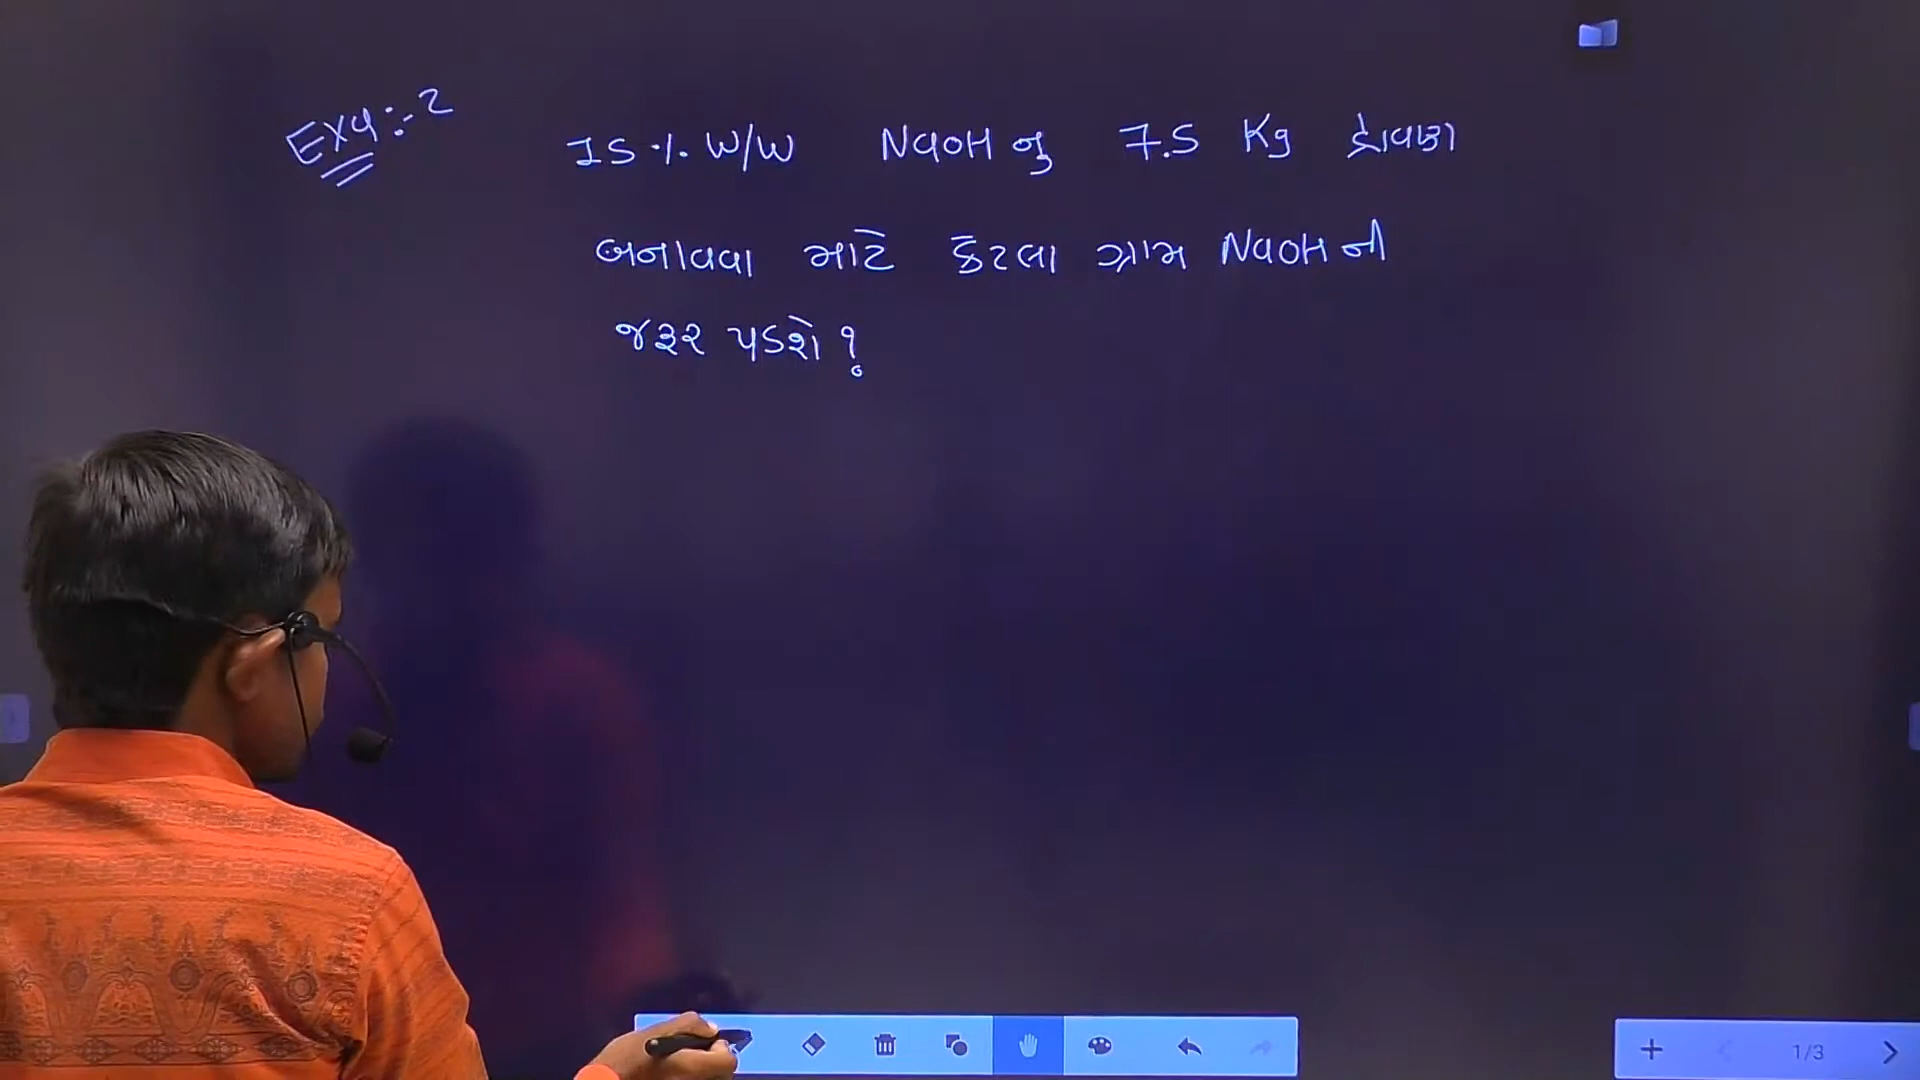 Exa:-2
15% W/W NaOH નુ 7.5 Kg દ્રાવણ
બનાવવા માટે કેટલા ગ્રામ NaOH ની
જરૂર પડશે?
1/3